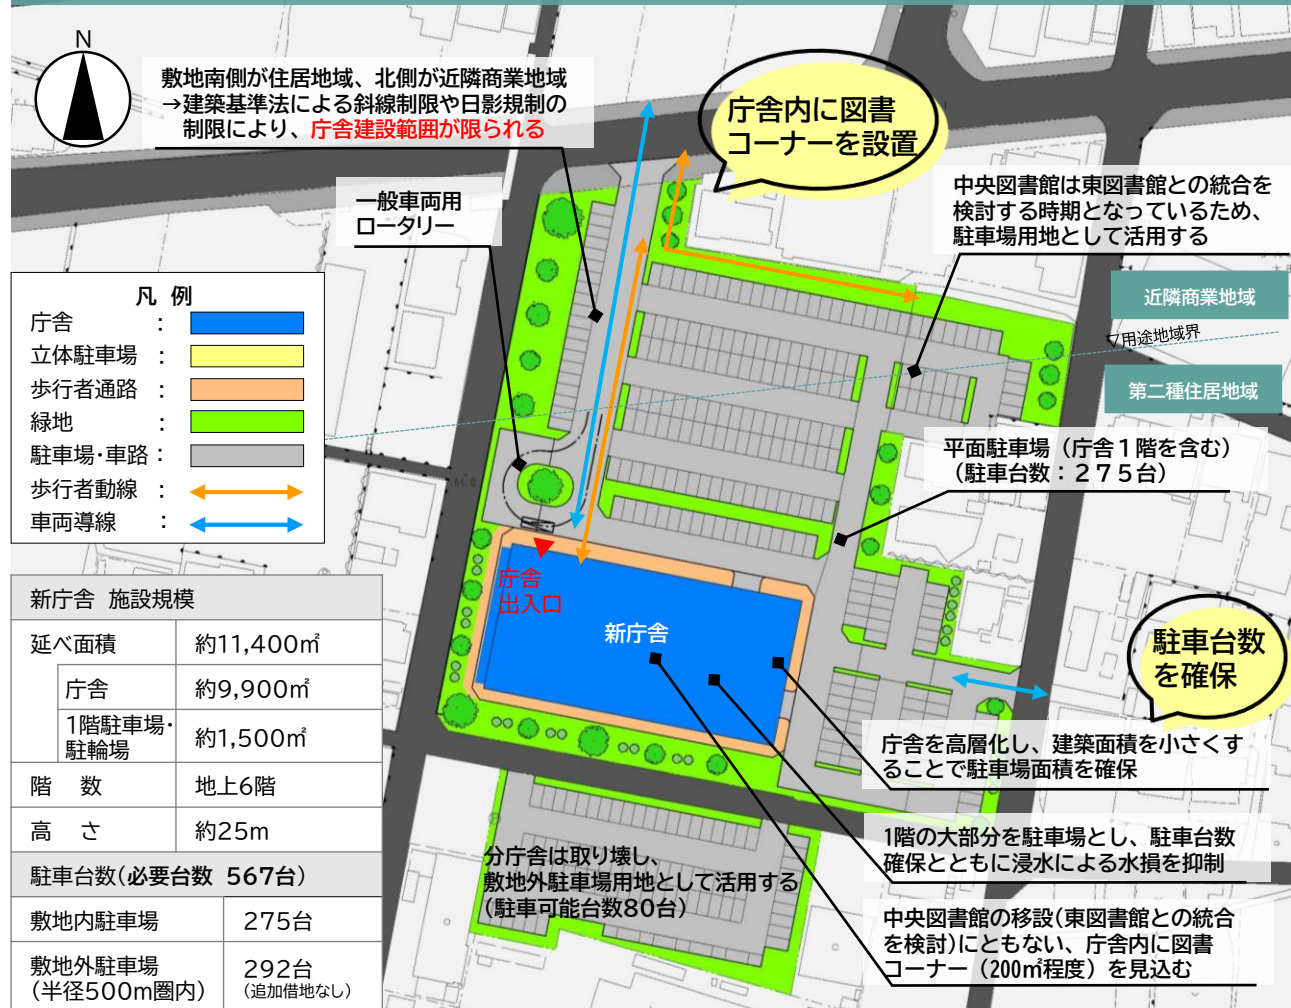 N
敷地南側が住居地域、北側が近隣商業地域
→建築基準法による斜線制限や日影規制の
制限により、庁舎建設範囲が限られる
庁舎内に図書
コーナーを設置
一般車両用
ロータリー
中央図書館は東図書館との統合を
検討する時期となっているため、
駐車場用地として活用する
近隣商業地域
▽用途地域界
第二種住居地域
凡 例
庁舎 :
立体駐車場 :
歩行者通路 :
緑地 :
駐車場・車路 :
歩行者動線 :
車両導線 :
平面駐車場(庁舎1階を含む)
(駐車台数:275台)
庁舎
出入口
新庁舎
駐車台数
を確保
新庁舎 施設規模
延べ面積 約11,400㎡
庁舎 約9,900㎡
1階駐車場・
駐輪場 約1,500㎡
階 数 地上6階
高 さ 約25m
駐車台数(必要台数 567台)
敷地内駐車場 275台
敷地外駐車場
(半径500m圏内) 292台
(追加借地なし)
庁舎を高層化し、建築面積を小さくす
ることで駐車場面積を確保
1階の大部分を駐車場とし、駐車台数
確保とともに浸水による水損を抑制
分庁舎は取り壊し、
敷地外駐車場用地として活用する
(駐車可能台数80台)
中央図書館の移設(東図書館との統合
を検討)にともない、庁舎内に図書
コーナー(200㎡程度)を見込む